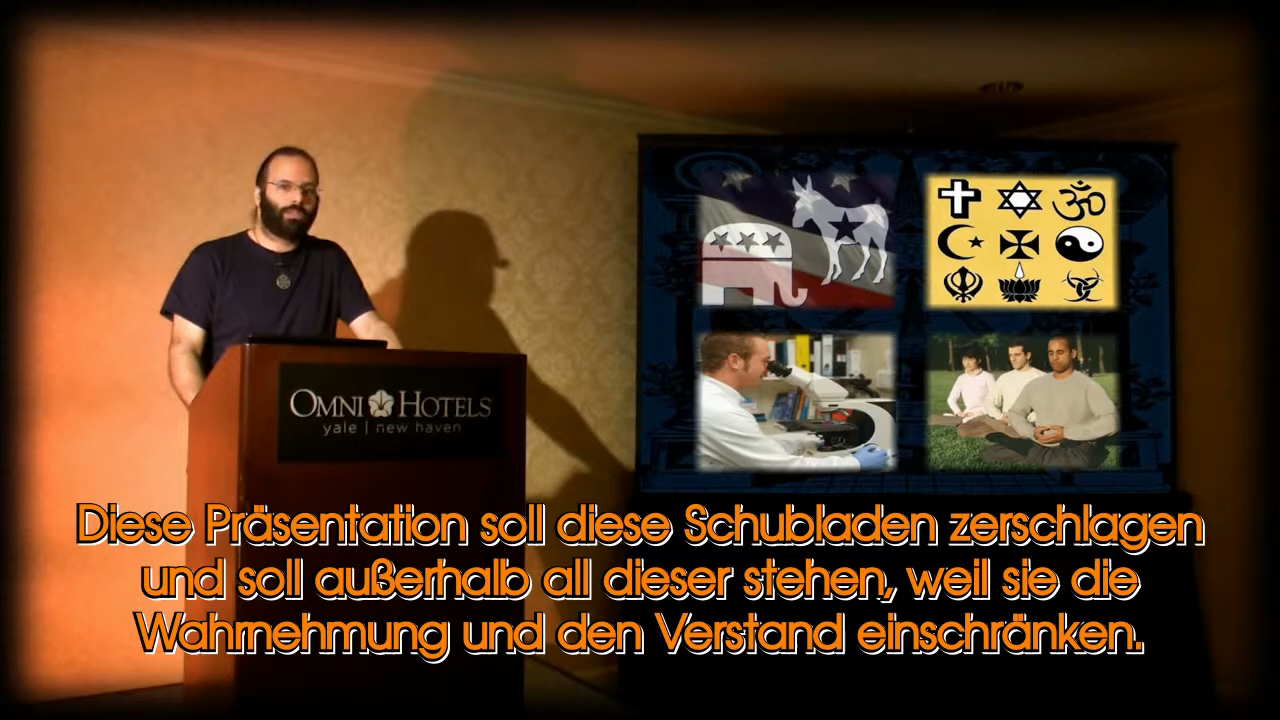 OMNI HOTELS
yale | new haven
Diese Präsentation soll diese Schubladen zerschlagen
und soll außerhalb all dieser stehen, weil sie die
Wahrnehmung und den Verstand einschränken.